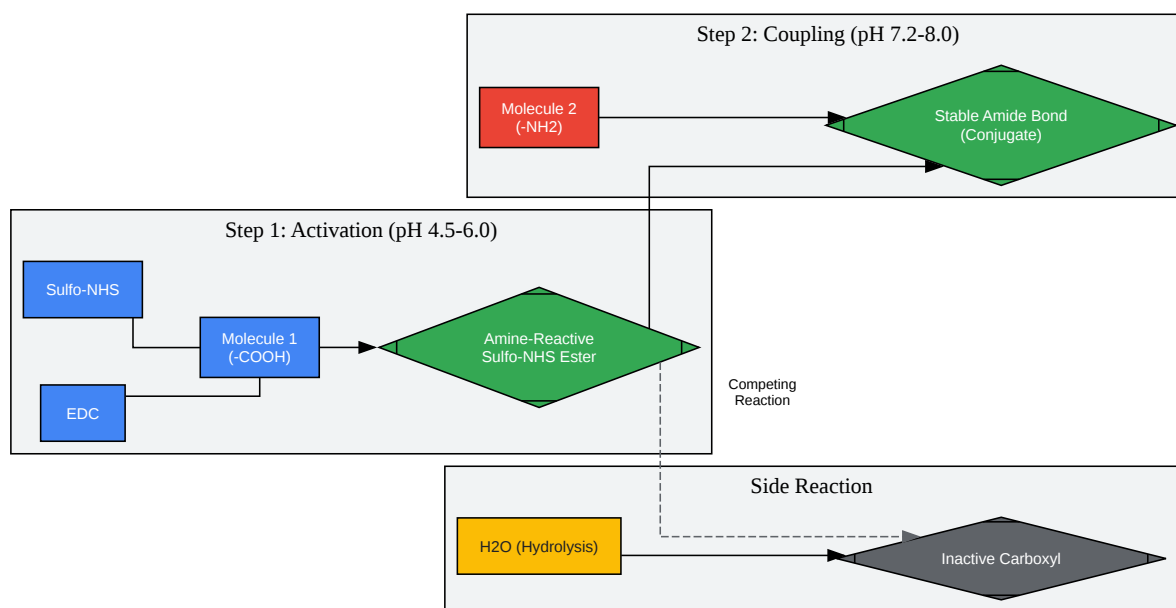 Step 2: Coupling (pH 7.2-8.0)
Molecule 2
(-NH2)
Stable Amide Bond
(Conjugate)
Step 1: Activation (pH 4.5-6.0)
Sulfo-NHS
Molecule 1
(-COOH)
EDC
Amine-Reactive
Sulfo-NHS Ester
Competing
Reaction
Side Reaction
H2O (Hydrolysis)
Inactive Carboxyl